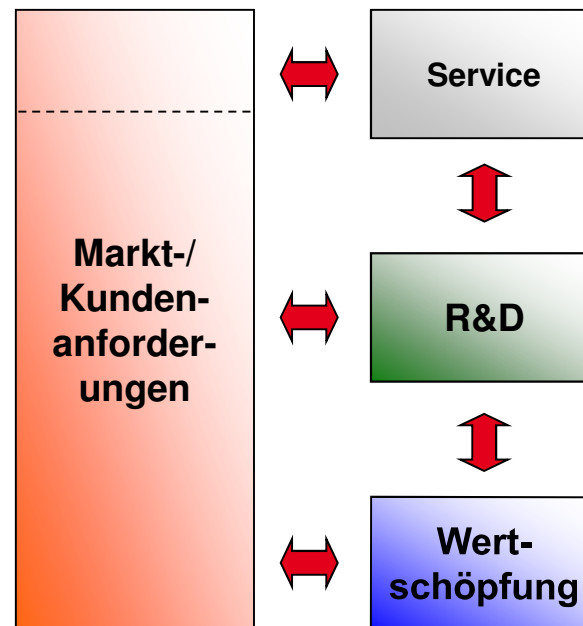 Service
Markt-/
Kunden-
anforder-
ungen
R&D
Wert-
schöpfung